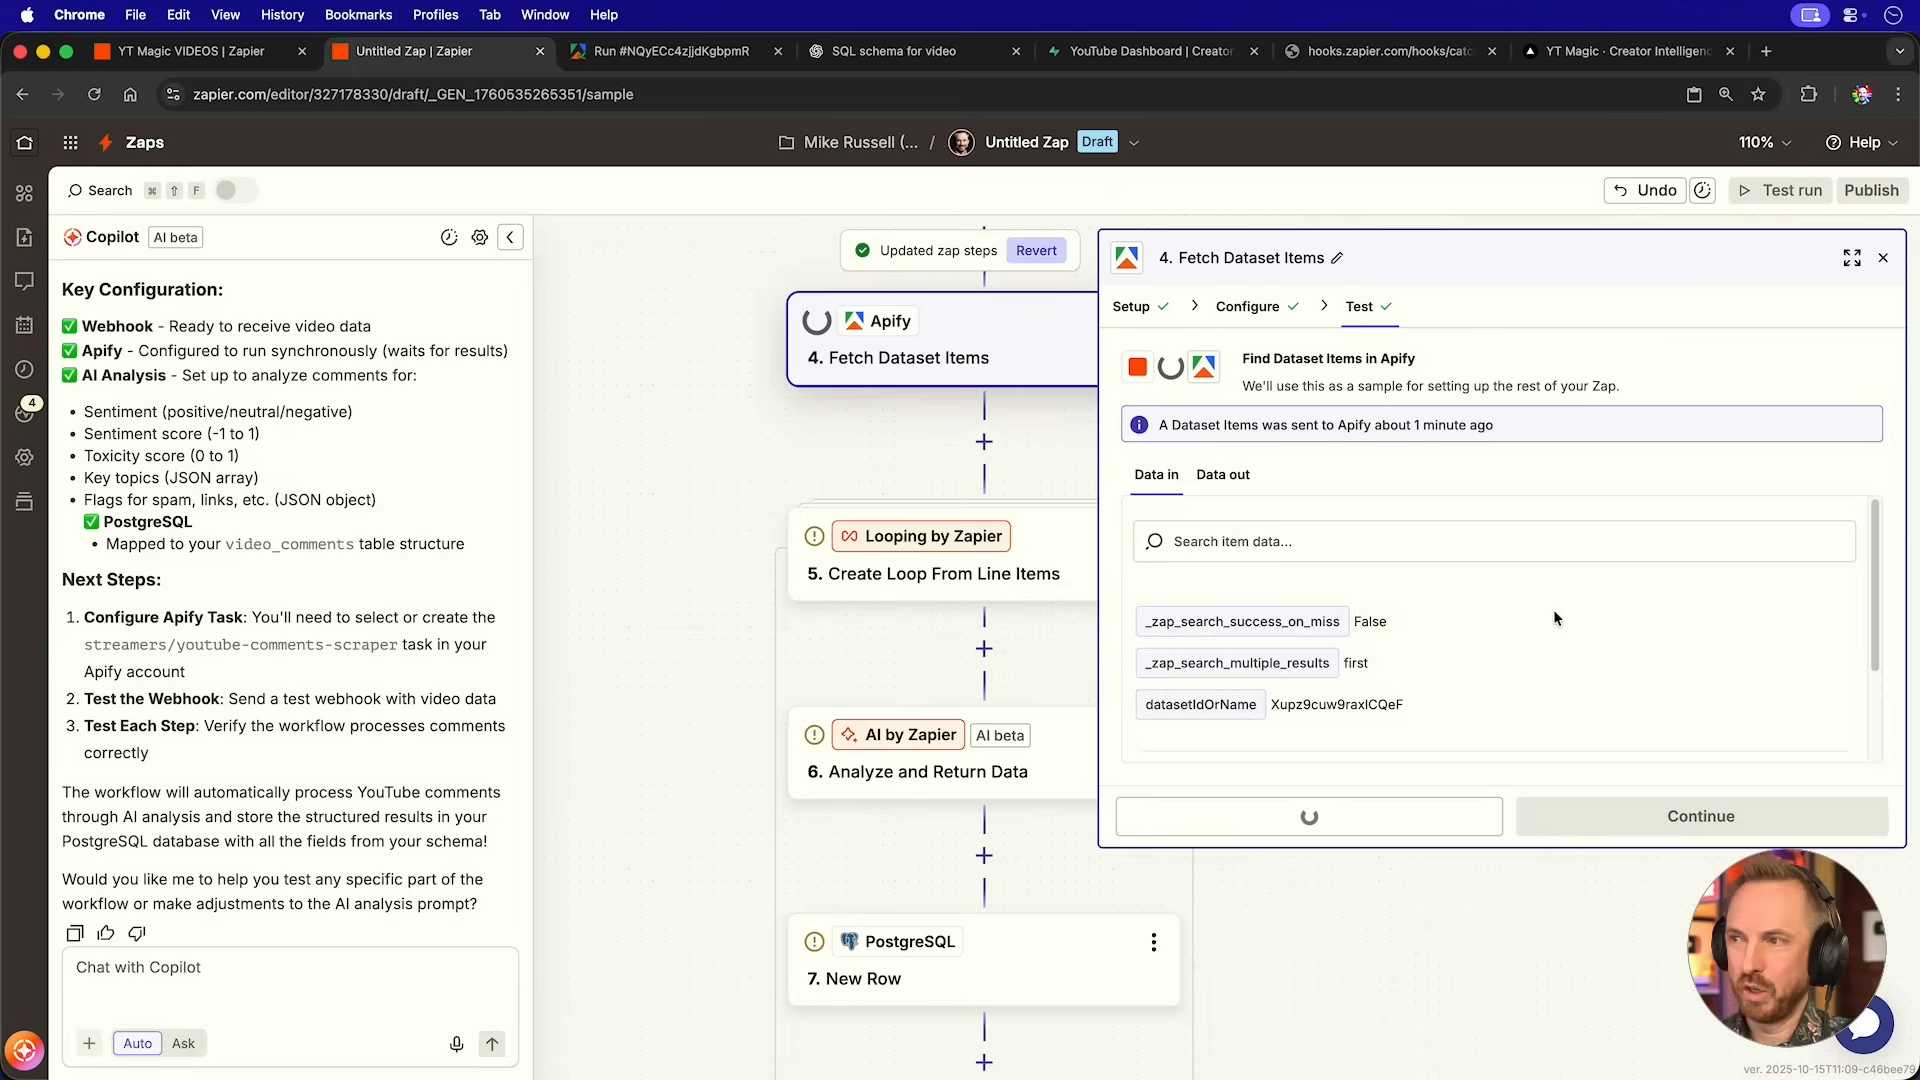 Chrome File Edit View History Bookmarks Profiles Tab Window Help
YT Magic VIDEOS | Zapier
Untitled Zap | Zapier
Run #NQyECc4zjjdKgbpmR
SQL schema for video
YouTube Dashboard | Creator
hooks.zapier.com/hooks/catc
YT Magic · Creator Intelligenc
zapier.com/editor/327178330/draft/_GEN_1760535265351/sample
Zaps
Mike Russell (... / Untitled Zap Draft
110%
Help
Search ⌘ ⇧ F
Undo
Test run
Publish
Copilot AI beta
Key Configuration:
✅ Webhook - Ready to receive video data
✅ Apify - Configured to run synchronously (waits for results)
✅ AI Analysis - Set up to analyze comments for:
• Sentiment (positive/neutral/negative)
• Sentiment score (-1 to 1)
• Toxicity score (0 to 1)
• Key topics (JSON array)
• Flags for spam, links, etc. (JSON object)
✅ PostgreSQL
• Mapped to your video_comments table structure
Next Steps:
1. Configure Apify Task: You'll need to select or create the
streamers/youtube-comments-scraper task in your
Apify account
2. Test the Webhook: Send a test webhook with video data
3. Test Each Step: Verify the workflow processes comments
correctly
The workflow will automatically process YouTube comments
through AI analysis and store the structured results in your
PostgreSQL database with all the fields from your schema!
Would you like me to help you test any specific part of the
workflow or make adjustments to the AI analysis prompt?
Chat with Copilot
Auto Ask
4
Updated zap steps Revert
Apify
4. Fetch Dataset Items
Looping by Zapier
5. Create Loop From Line Items
AI by Zapier AI beta
6. Analyze and Return Data
PostgreSQL
7. New Row
4. Fetch Dataset Items
Setup Configure Test
Find Dataset Items in Apify
We'll use this as a sample for setting up the rest of your Zap.
A Dataset Items was sent to Apify about 1 minute ago
Data in Data out
Search item data...
_zap_search_success_on_miss False
_zap_search_multiple_results first
datasetIdOrName Xupz9cuw9raxlCQeF
Continue
ver. 2025-10-15T11:09-c46bee79